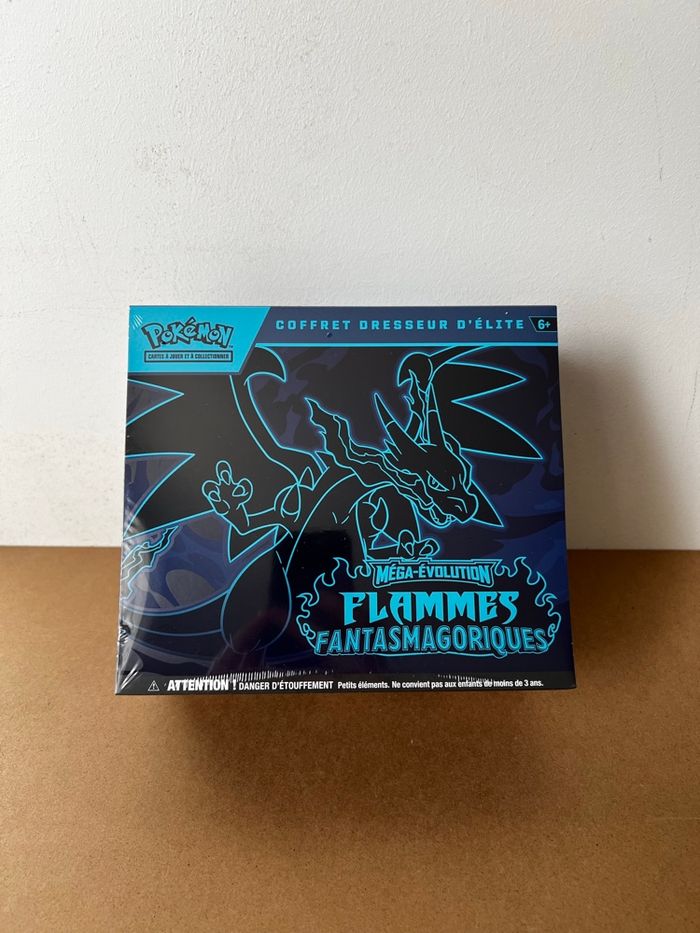 POKéMON
CARTES À JOUER ET À COLLECTIONNER
COFFRET DRESSEUR D'ÉLITE 6+
MÉGA-ÉVOLUTION
FLAMMES
FANTASMAGORIQUES
ATTENTION ! DANGER D'ÉTOUFFEMENT Petits éléments. Ne convient pas aux enfants de moins de 3 ans.